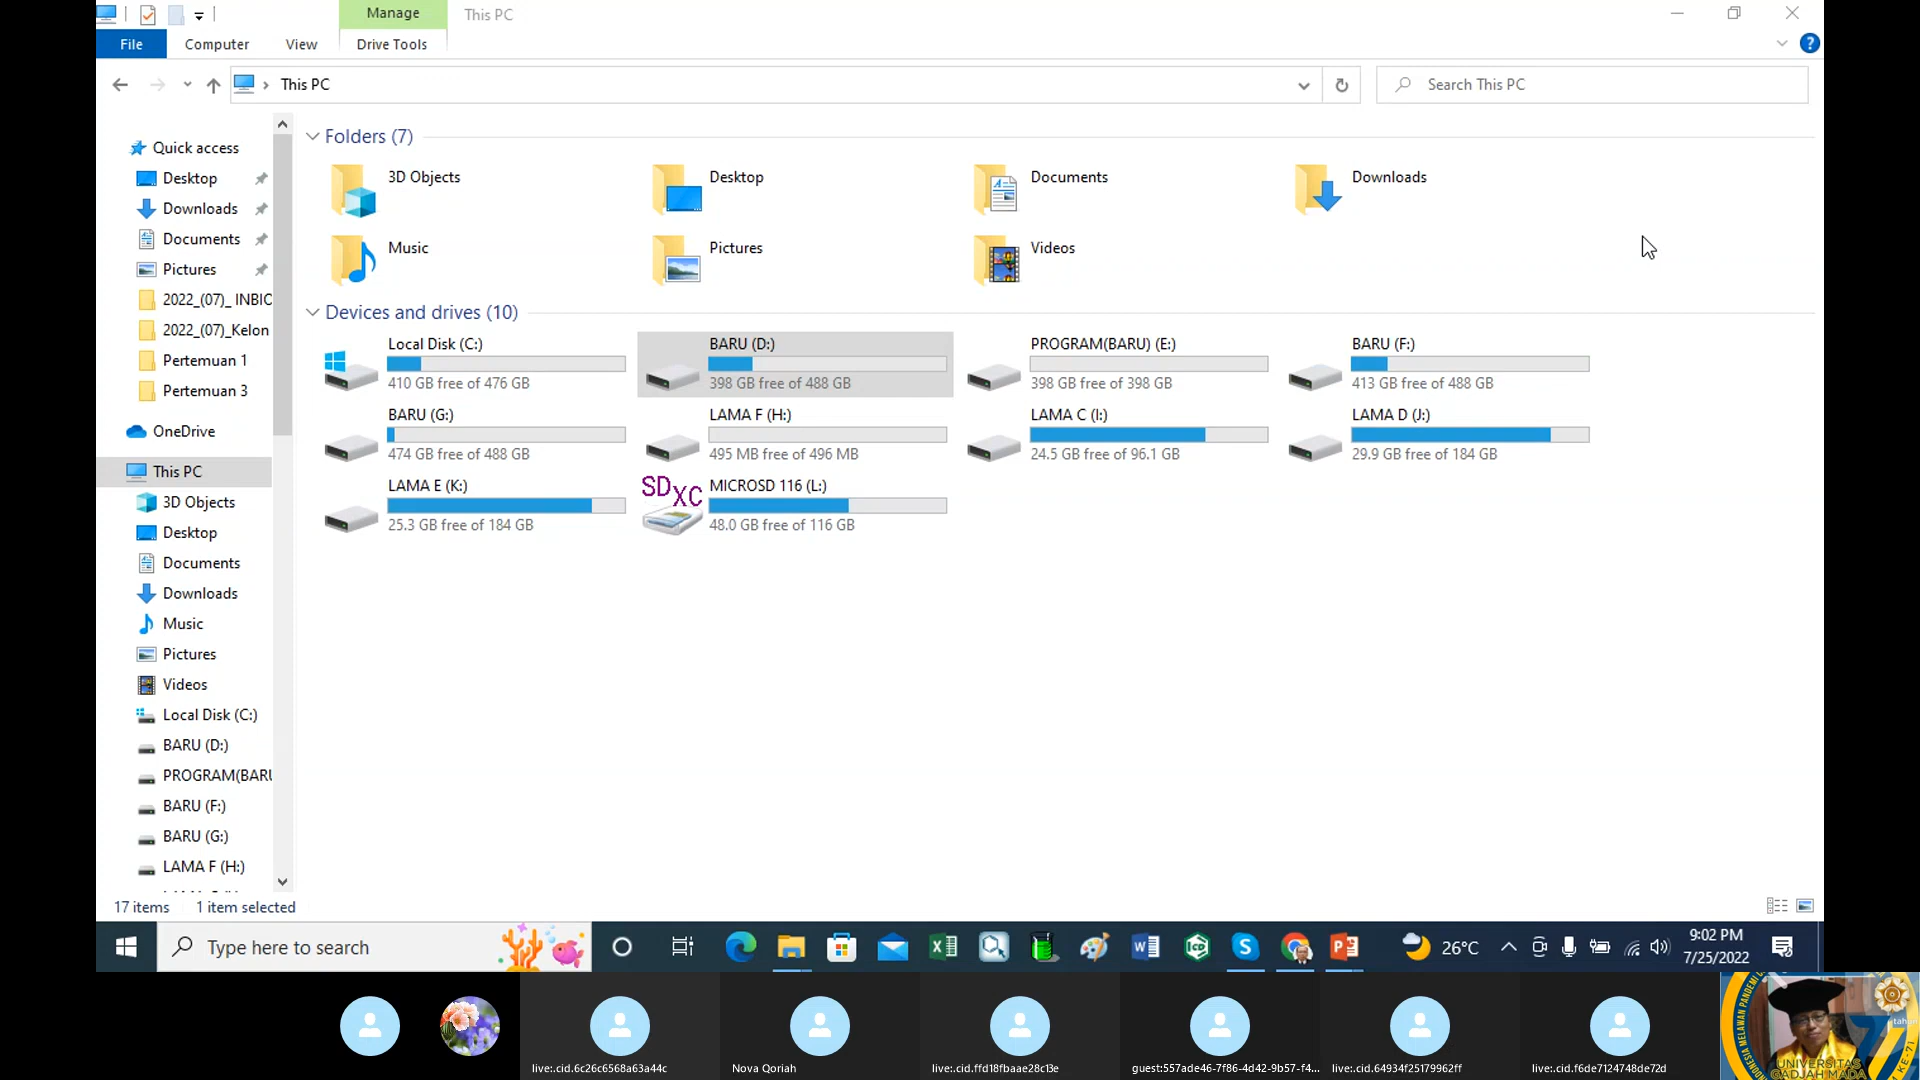 Manage
This PC
File
Computer
View
Drive Tools
This PC
Search This PC
Quick access
Desktop
Downloads
Documents
Pictures
2022_(07)_ INBIC
2022_(07)_Kelon
Pertemuan 1
Pertemuan 3
OneDrive
This PC
3D Objects
Desktop
Documents
Downloads
Music
Pictures
Videos
Local Disk (C:)
BARU (D:)
PROGRAM(BARU
BARU (F:)
BARU (G:)
LAMA F (H:)
Folders (7)
3D Objects
Desktop
Documents
Downloads
Music
Pictures
Videos
Devices and drives (10)
Local Disk (C:)
410 GB free of 476 GB
BARU (D:)
398 GB free of 488 GB
PROGRAM(BARU) (E:)
398 GB free of 398 GB
BARU (F:)
413 GB free of 488 GB
BARU (G:)
474 GB free of 488 GB
LAMA F (H:)
495 MB free of 496 MB
LAMA C (I:)
24.5 GB free of 96.1 GB
LAMA D (J:)
29.9 GB free of 184 GB
LAMA E (K:)
25.3 GB free of 184 GB
SDXC
MICROSD 116 (L:)
48.0 GB free of 116 GB
17 items
1 item selected
Type here to search
26°C
9:02 PM
7/25/2022
live:.cid.6c26c6568a63a44c
Nova Qoriah
live:.cid.ffd18fbaae28c13e
guest:557ade46-7f86-4d42-9b57-f4...
live:.cid.64934f25179962ff
live:.cid.f6de7124748de72d
UNIVERSITAS
GADJAH MADA